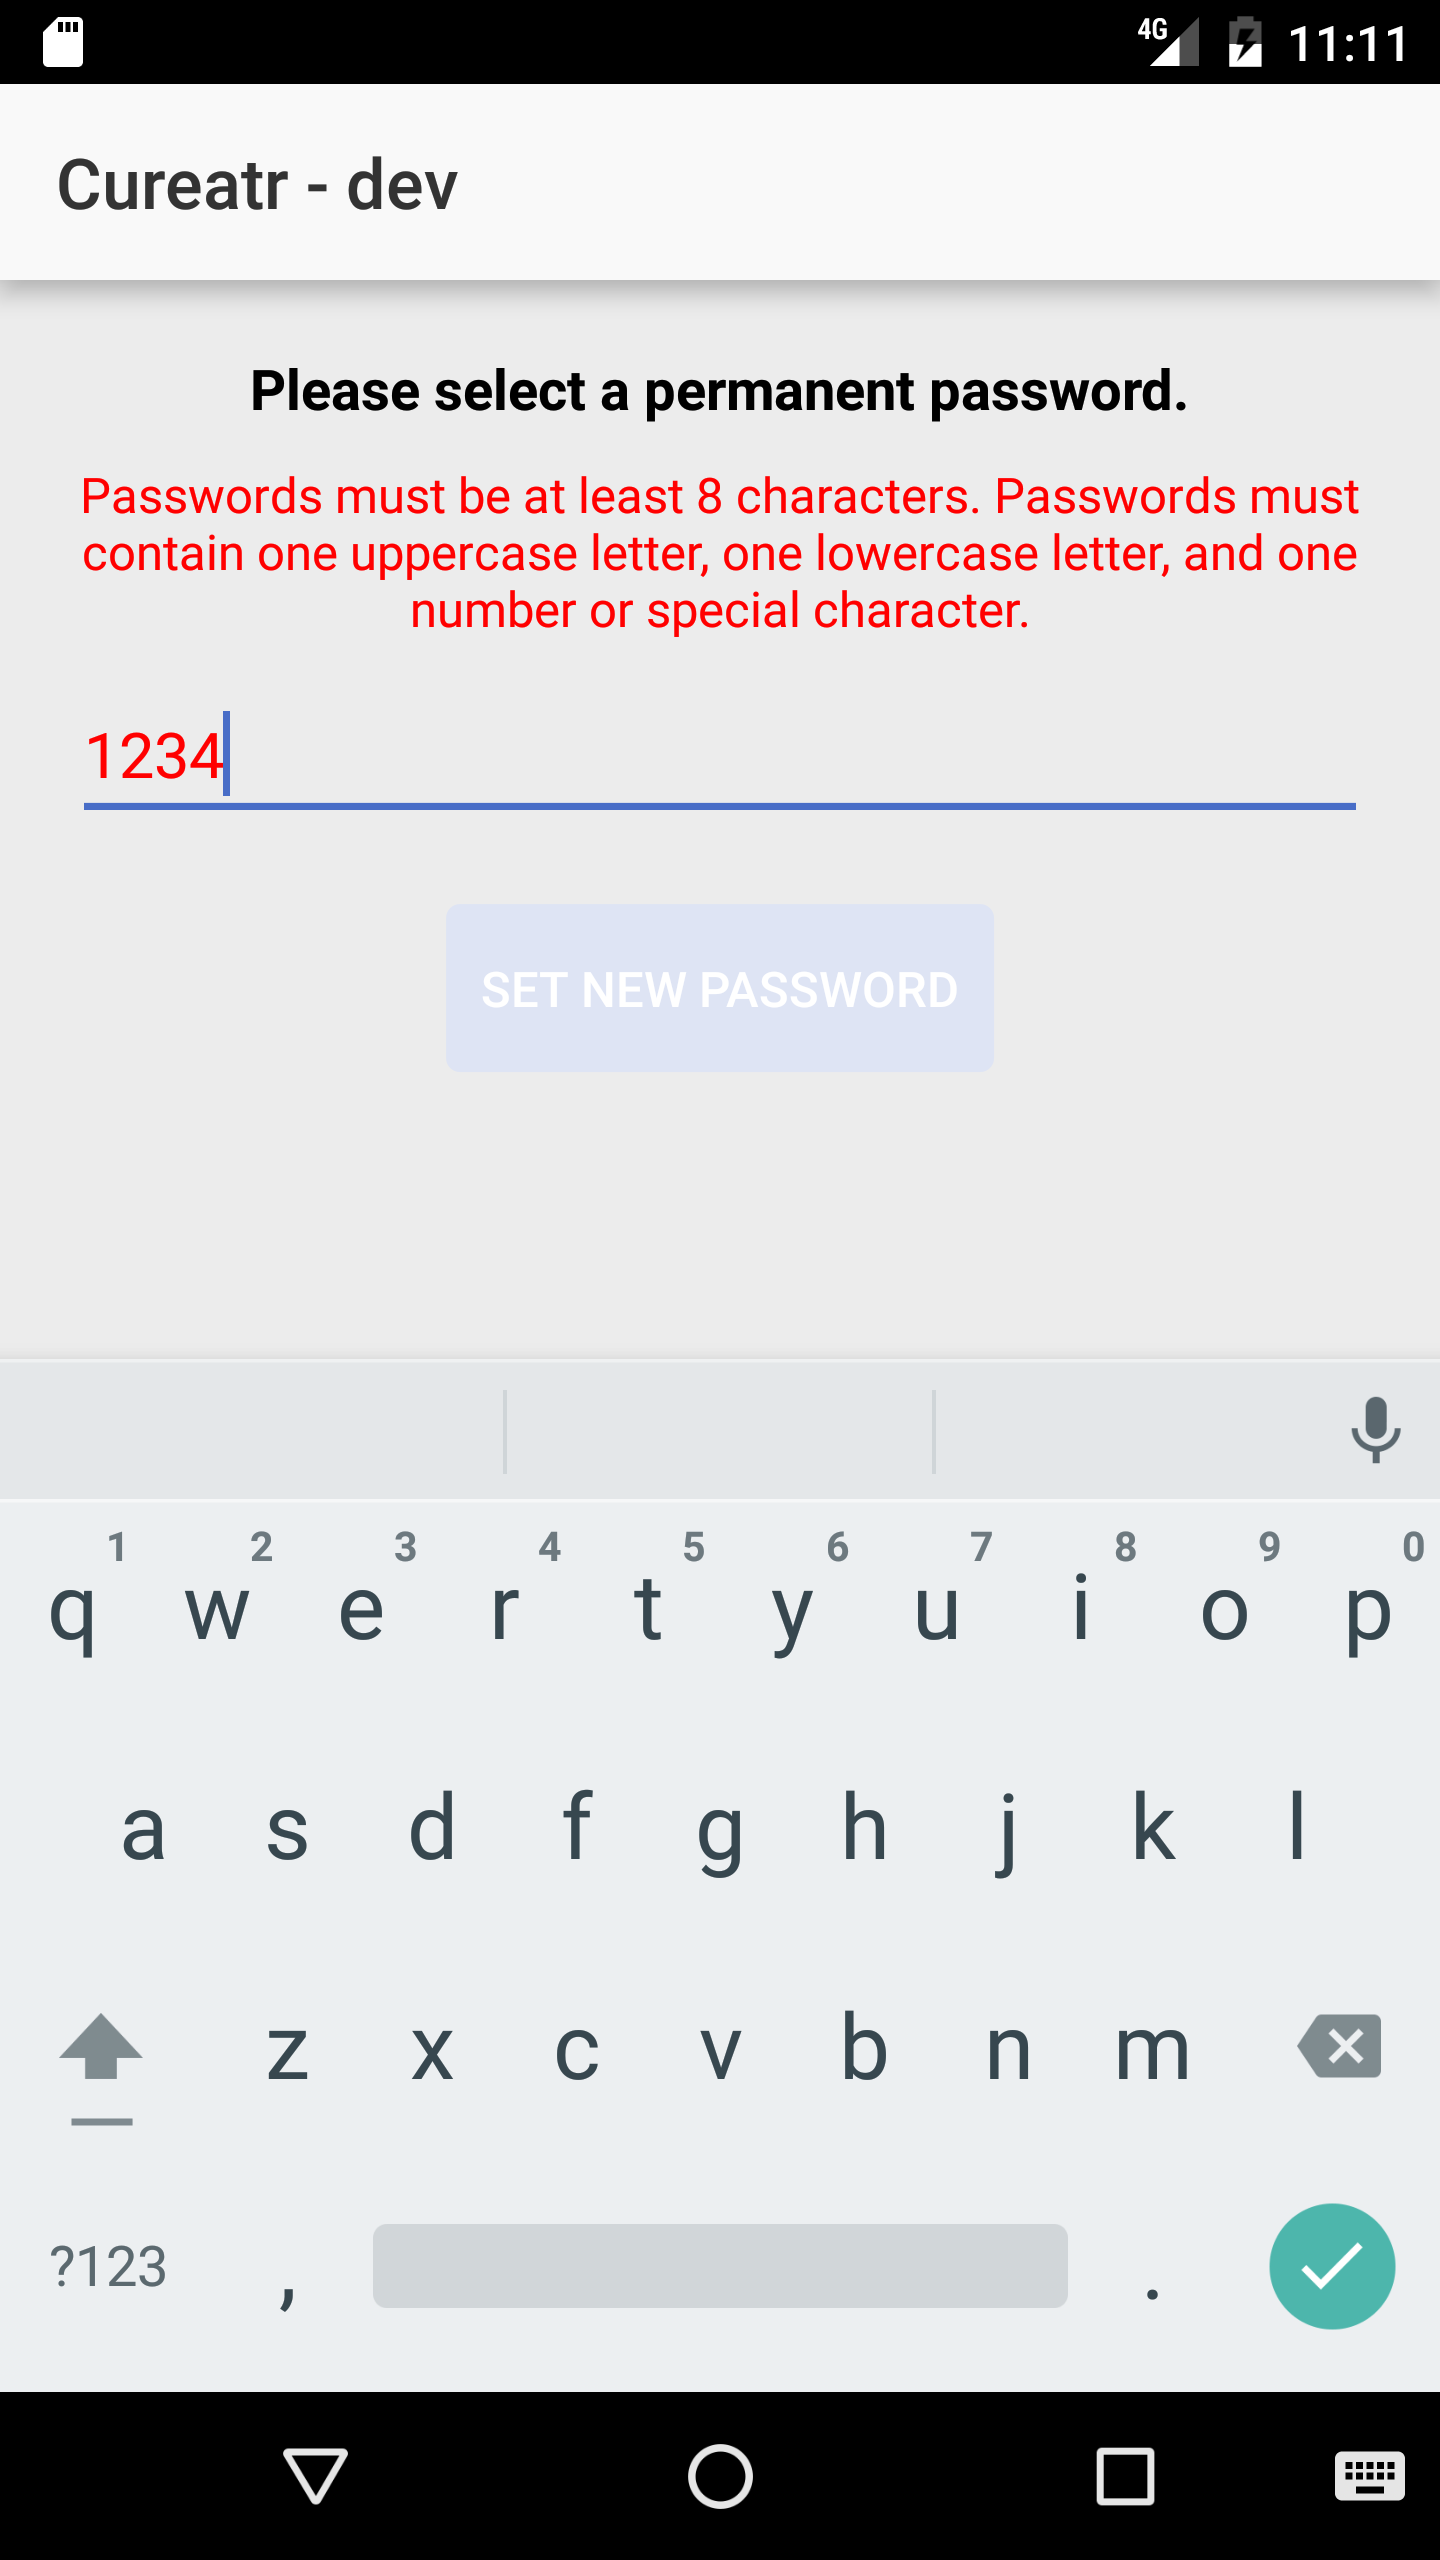 4G 11:11
Cureatr - dev
Please select a permanent password.
Passwords must be at least 8 characters. Passwords must
contain one uppercase letter, one lowercase letter, and one
number or special character.
1234
SET NEW PASSWORD
1 2 3 4 5 6 7 8 9 0
q w e r t y u i o p
a s d f g h j k l
z x c v b n m
?123 , .